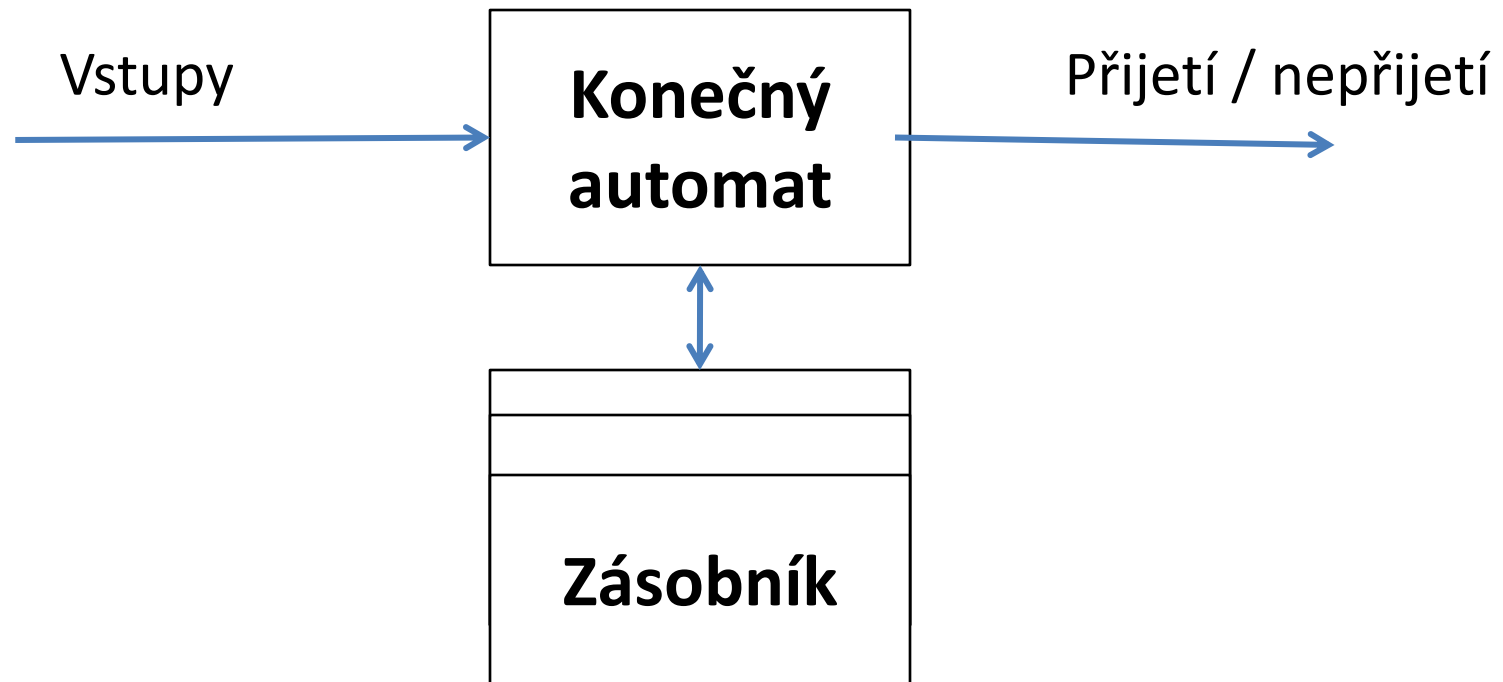 Vstupy
Konečný
automat
Přijetí / nepřijetí
Zásobník